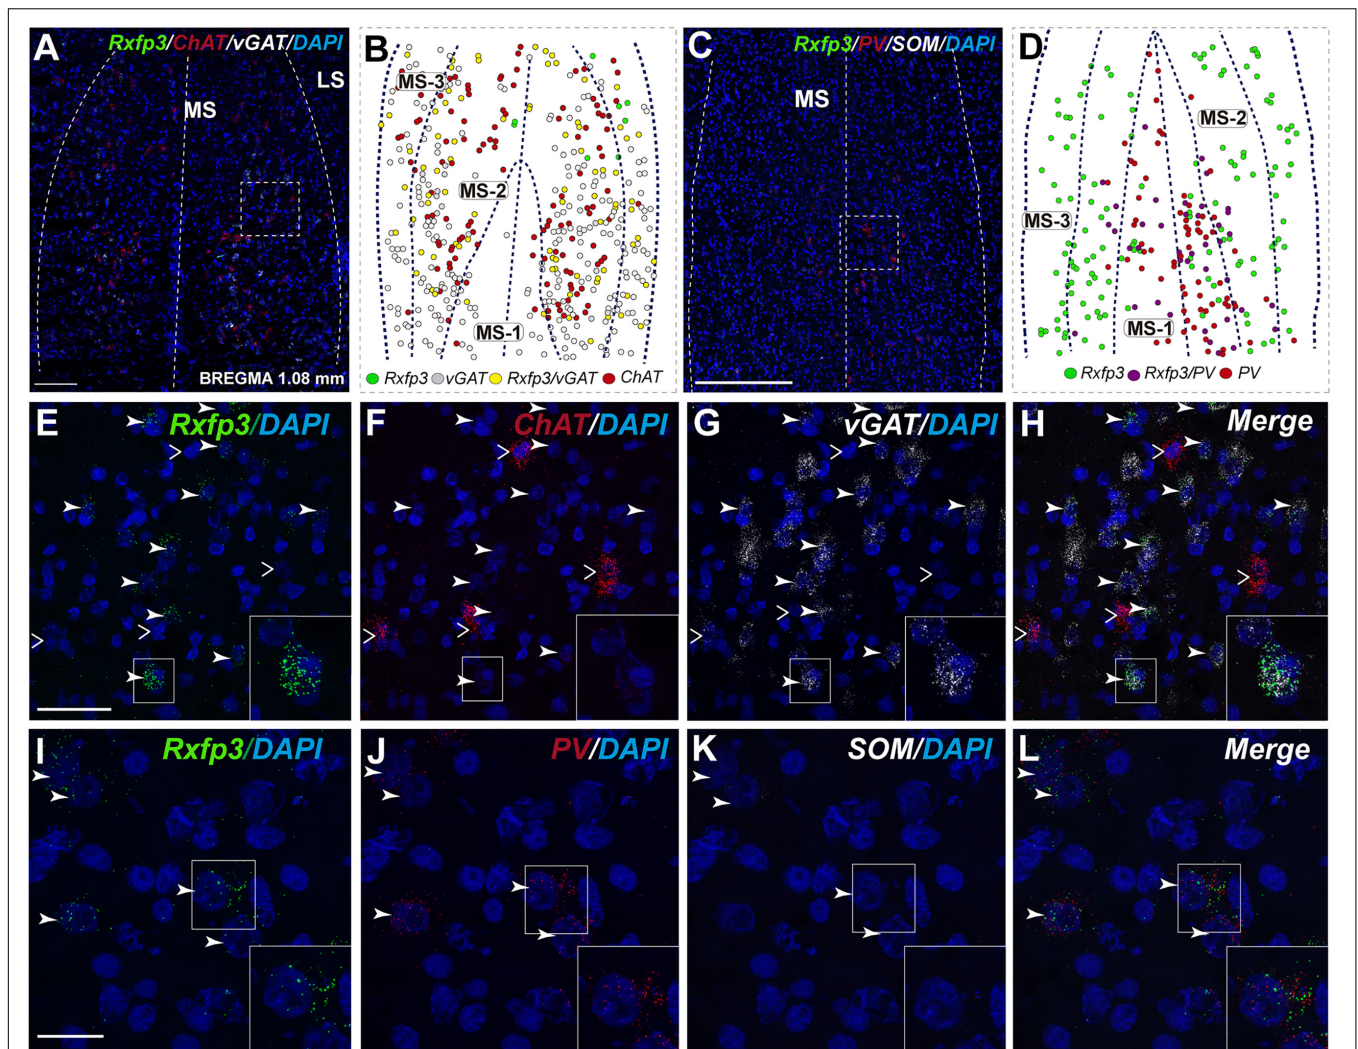 A
Rxfp3/ChAT/vGAT/DAPI
LS
MS
BREGMA 1.08 mm
B
MS-3
MS-2
MS-1
Rxfp3 vGAT Rxfp3/vGAT ChAT
C
Rxfp3/PV/SOM/DAPI
MS
D
MS-2
MS-3
MS-1
Rxfp3 Rxfp3/PV PV
E
Rxfp3/DAPI
F
ChAT/DAPI
G
vGAT/DAPI
H
Merge
I
Rxfp3/DAPI
J
PV/DAPI
K
SOM/DAPI
L
Merge